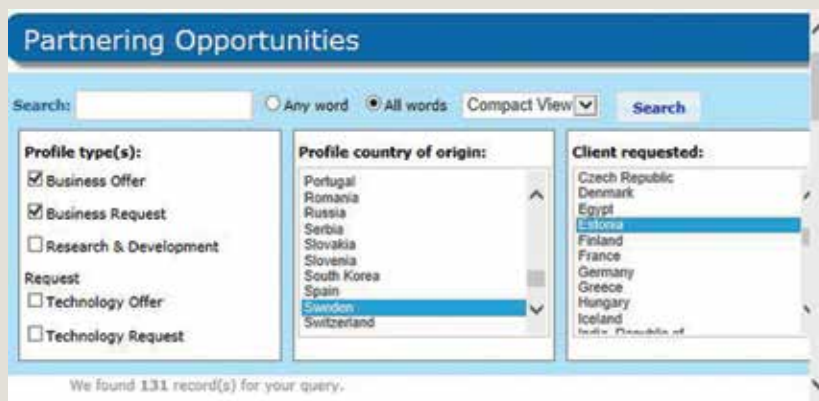 Partnering Opportunities
Search: Any word All words Compact View Search
Profile type(s):
Business Offer
Business Request
Research & Development
Request
Technology Offer
Technology Request
Profile country of origin:
Portugal
Romania
Russia
Serbia
Slovakia
Slovenia
South Korea
Spain
Sweden
Switzerland
Client requested:
Czech Republic
Denmark
Egypt
Estonia
Finland
France
Germany
Greece
Hungary
Iceland
India, Republic of
We found 131 record(s) for your query.